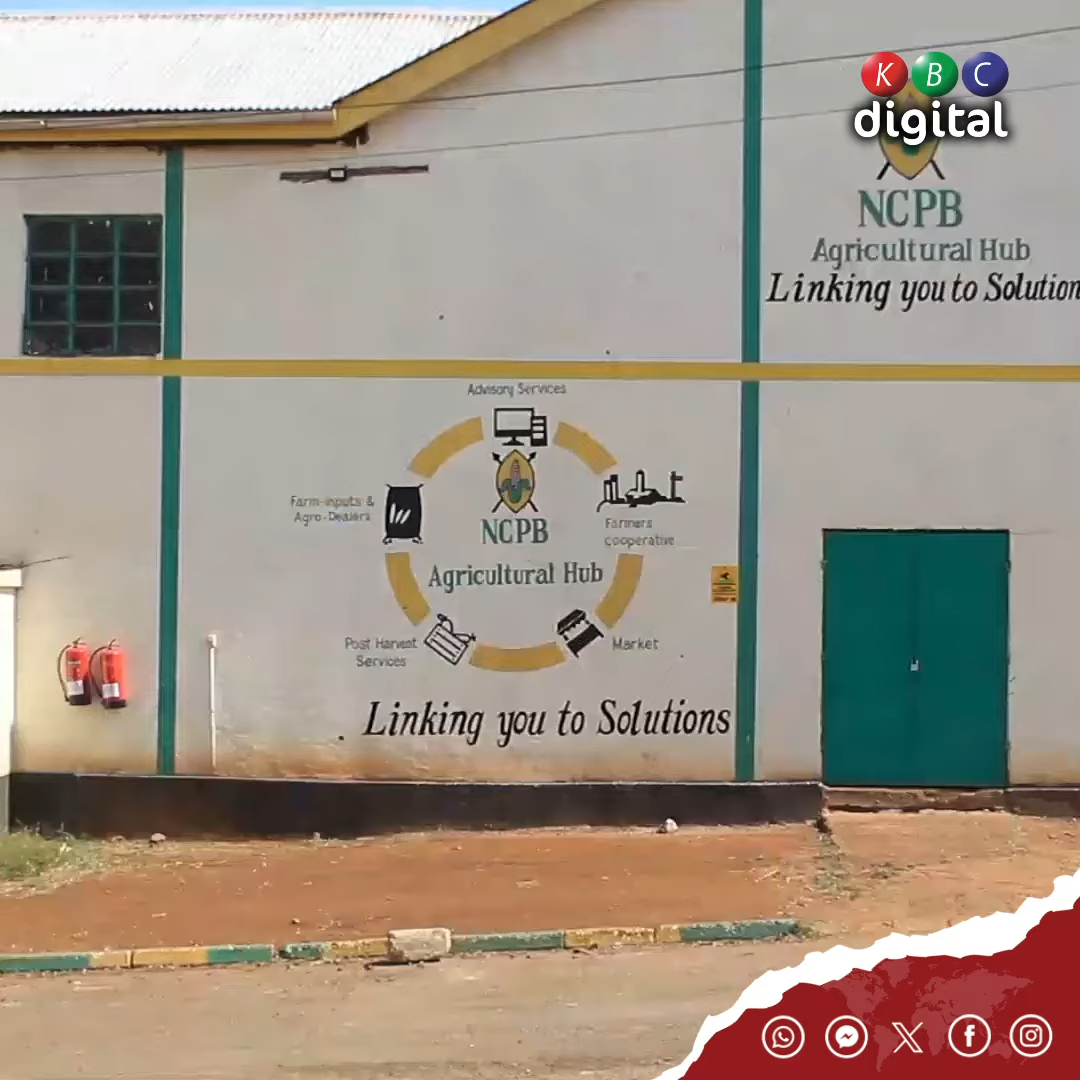 K B C
digital
NCPB
Agricultural Hub
Linking you to Solution
Advisory Services
Farm-inputs &
Agro-Dealers
NCPB
Farmers
cooperative
Agricultural Hub
Post Harvest
Services
Market
Linking you to Solutions